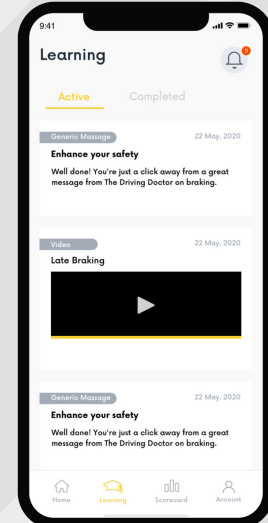 9:41
Learning
Active Completed
Generic Massage 22 May, 2020
Enhance your safety
Well done! You're just a click away from a great
message from The Driving Doctor on braking.
Video 22 May, 2020
Late Braking
Generic Massage 22 May, 2020
Enhance your safety
Well done! You're just a click away from a great
message from The Driving Doctor on braking.
Home Learning Scorecard Account